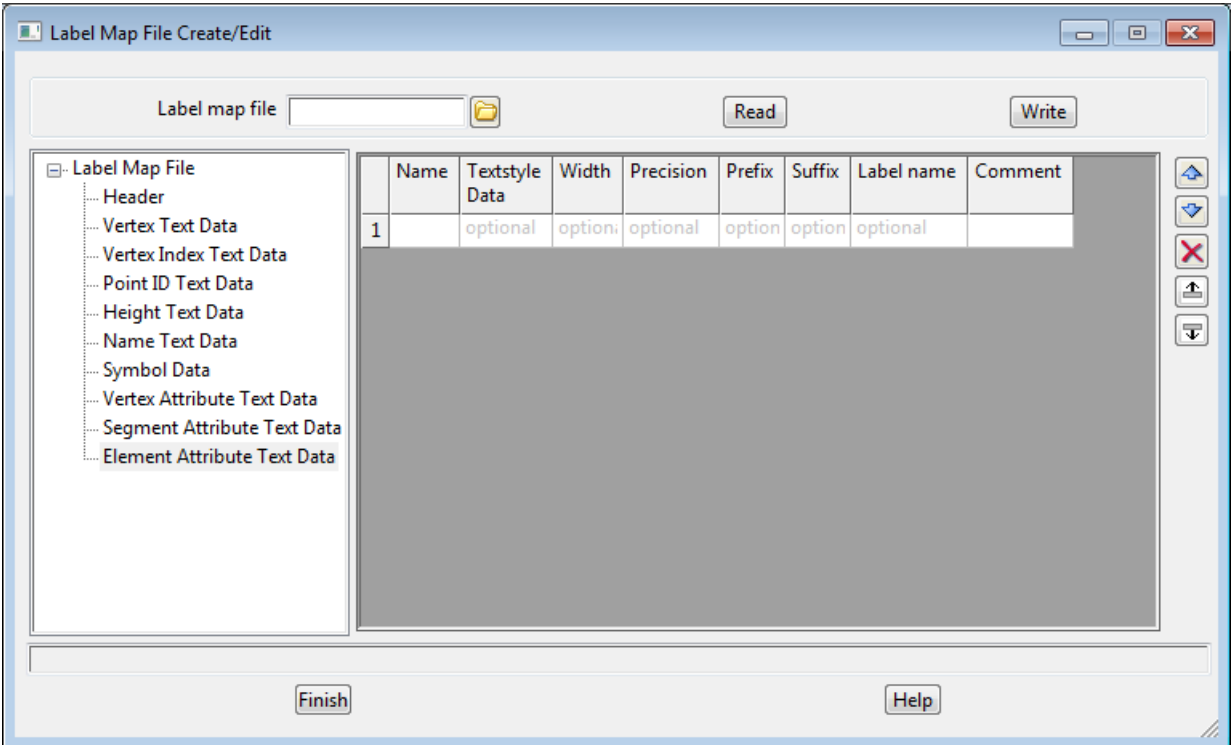 Label Map File Create/Edit
Label map file
Read
Write
Label Map File
Header
Vertex Text Data
Vertex Index Text Data
Point ID Text Data
Height Text Data
Name Text Data
Symbol Data
Vertex Attribute Text Data
Segment Attribute Text Data
Element Attribute Text Data
Name Textstyle Data Width Precision Prefix Suffix Label name Comment
1 optional option optional option option optional
Finish
Help